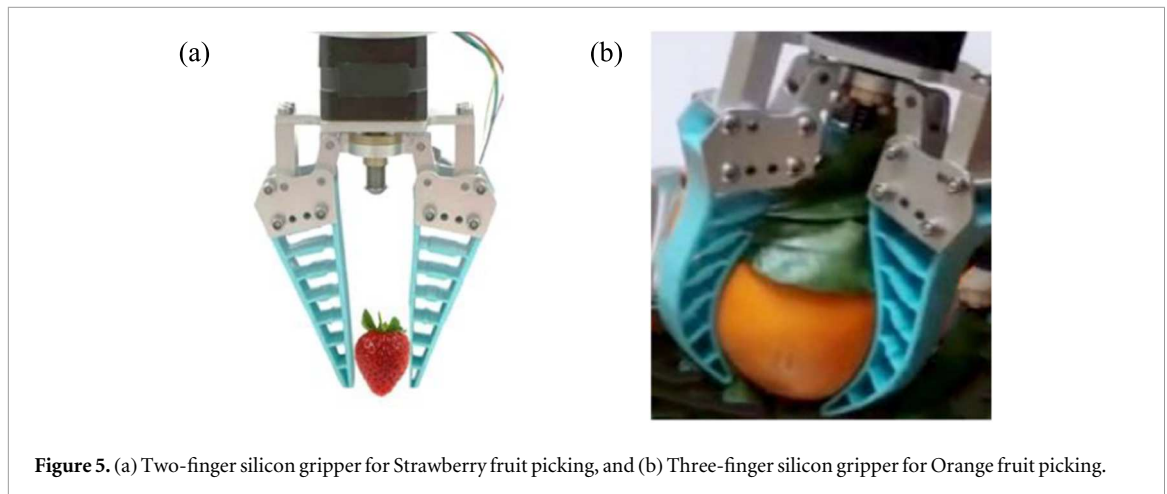 (a)
(b)
Figure 5. (a) Two-finger silicon gripper for Strawberry fruit picking, and (b) Three-finger silicon gripper for Orange fruit picking.